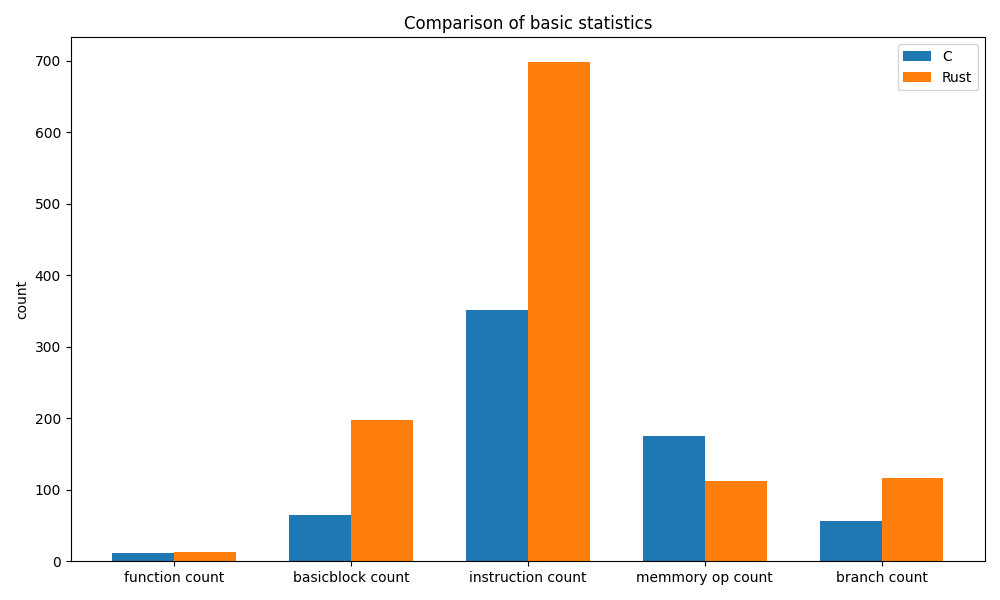 Comparison of basic statistics
C
Rust
count
700
600
500
400
300
200
100
0
function count
basicblock count
instruction count
memmory op count
branch count